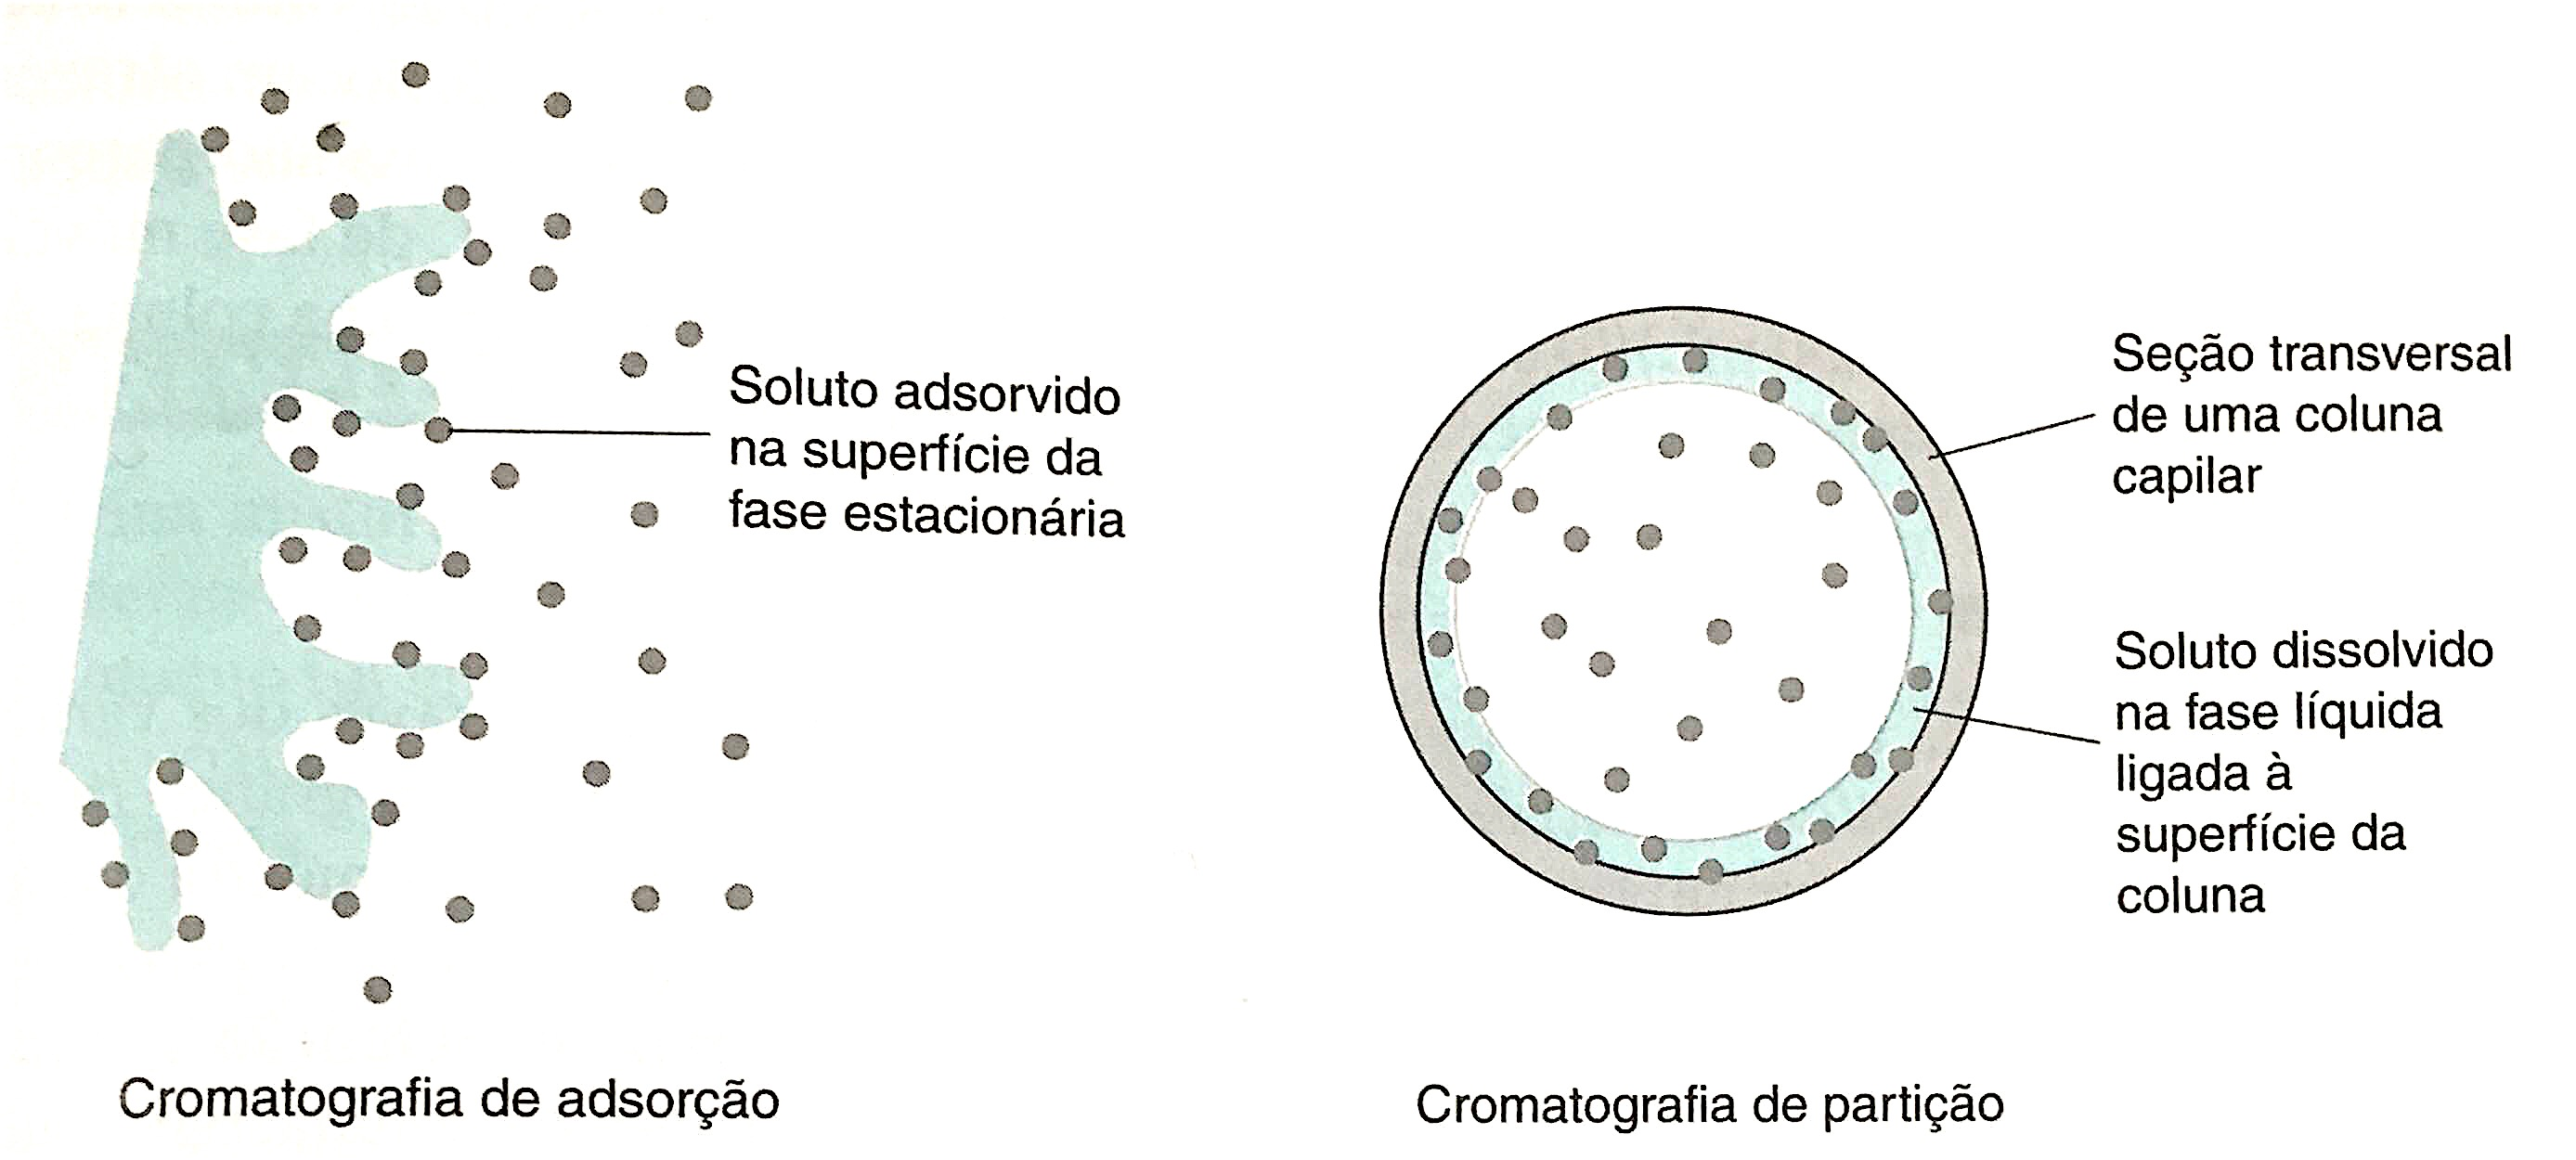 Soluto adsorvido
na superfície da
fase estacionária
Cromatografia de adsorção
Seção transversal
de uma coluna
capilar
Soluto dissolvido
na fase líquida
ligada à
superfície da
coluna
Cromatografia de partição